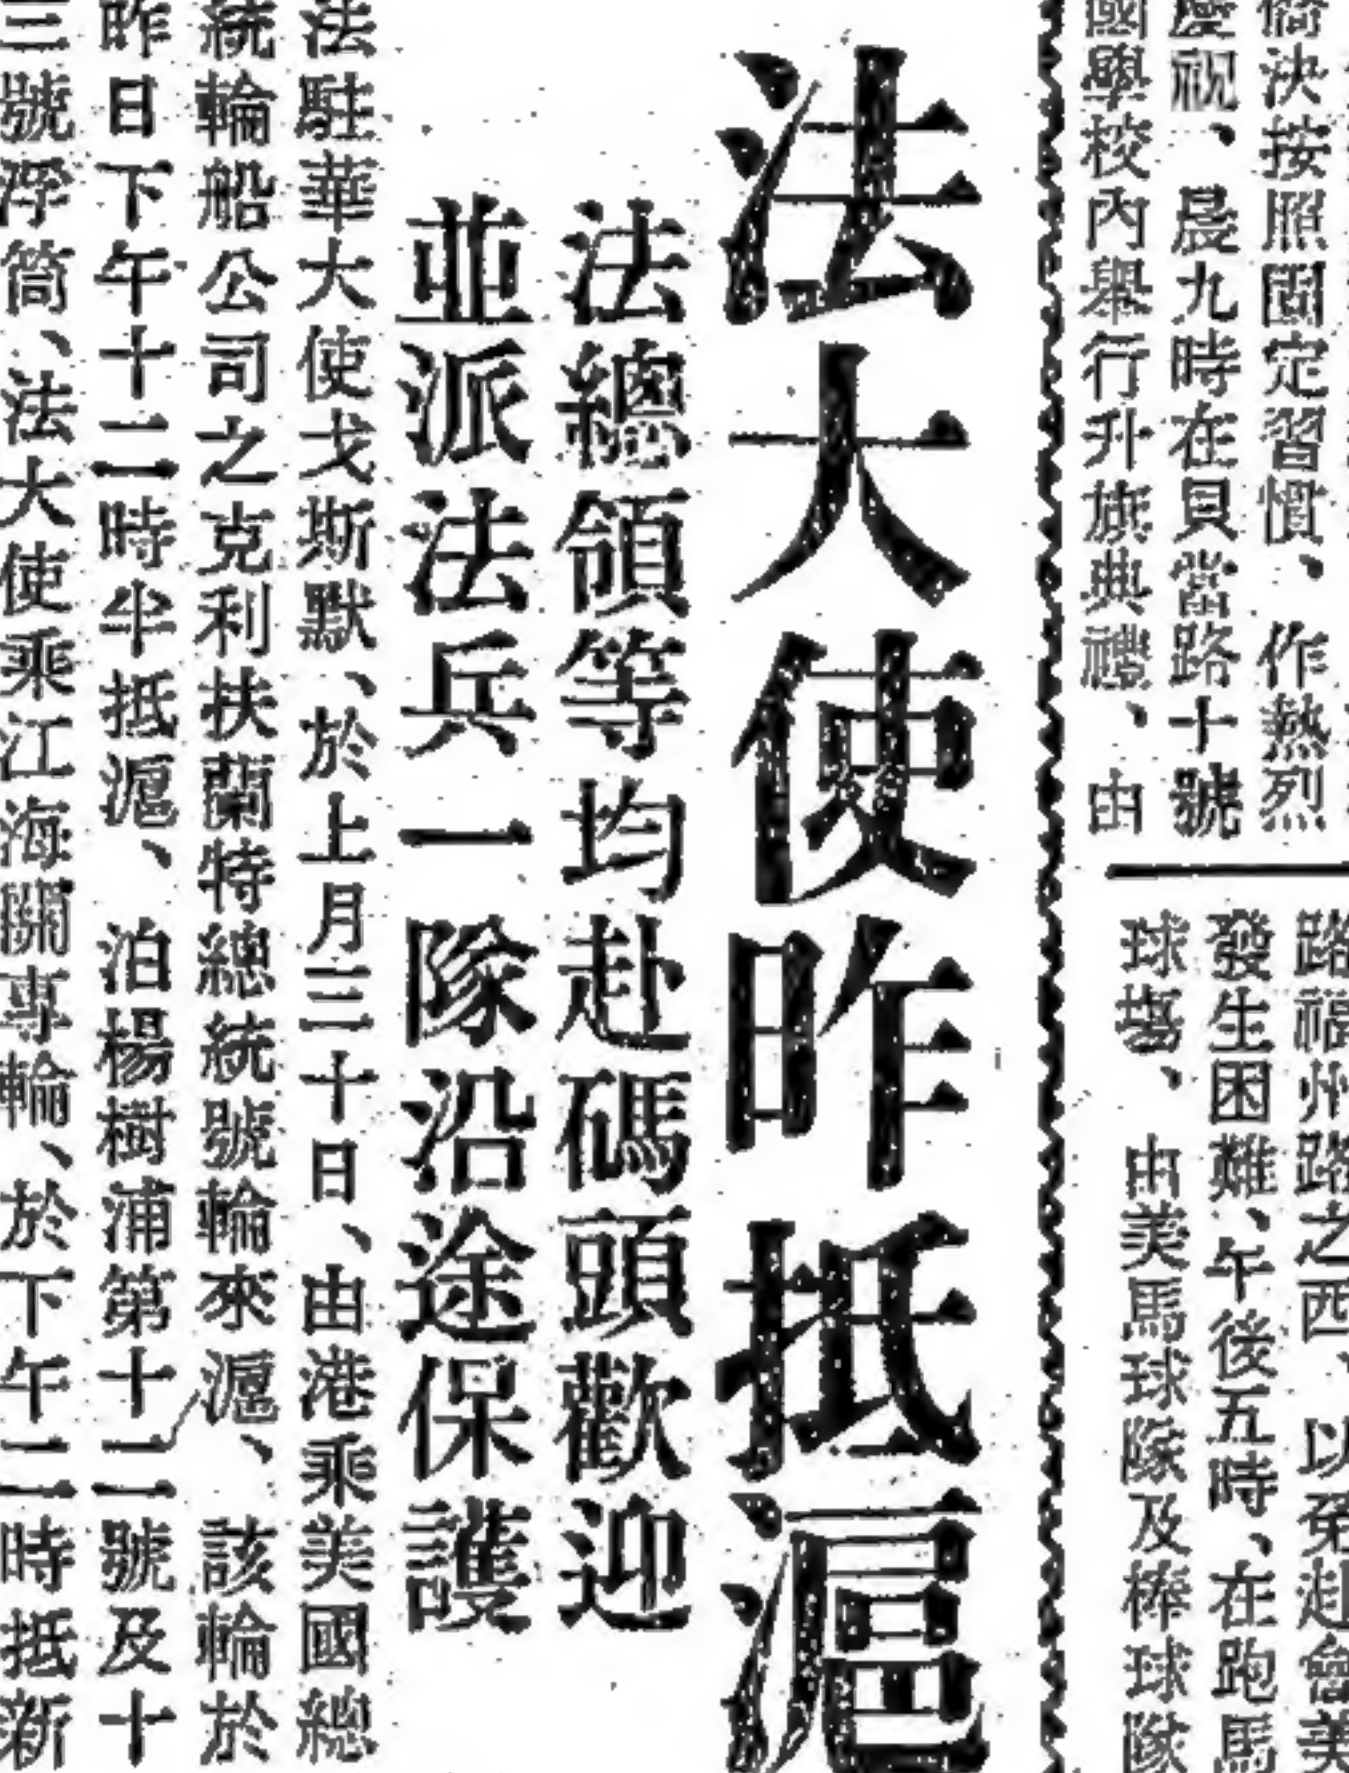 僑決按照固定習慣、作熱烈
慶祝、晨九時在貝當路十號
國學校內舉行升旗典禮、由
路福州路之西、以免赴會美
發生困難、午後五時、在跑馬
球塲、由美馬球隊及棒球隊
法大使昨抵滬
法總領等均赴碼頭歡迎
並派法兵一隊沿途保護
法駐華大使戈斯默、於上月三十日、由港乘美國總
統輪船公司之克利扶蘭特總統號輪來滬、該輪於
昨日下午十二時半抵滬、泊楊樹浦第十二號及十
三號浮筒、法大使乘江海關專輪、於下午二時抵新